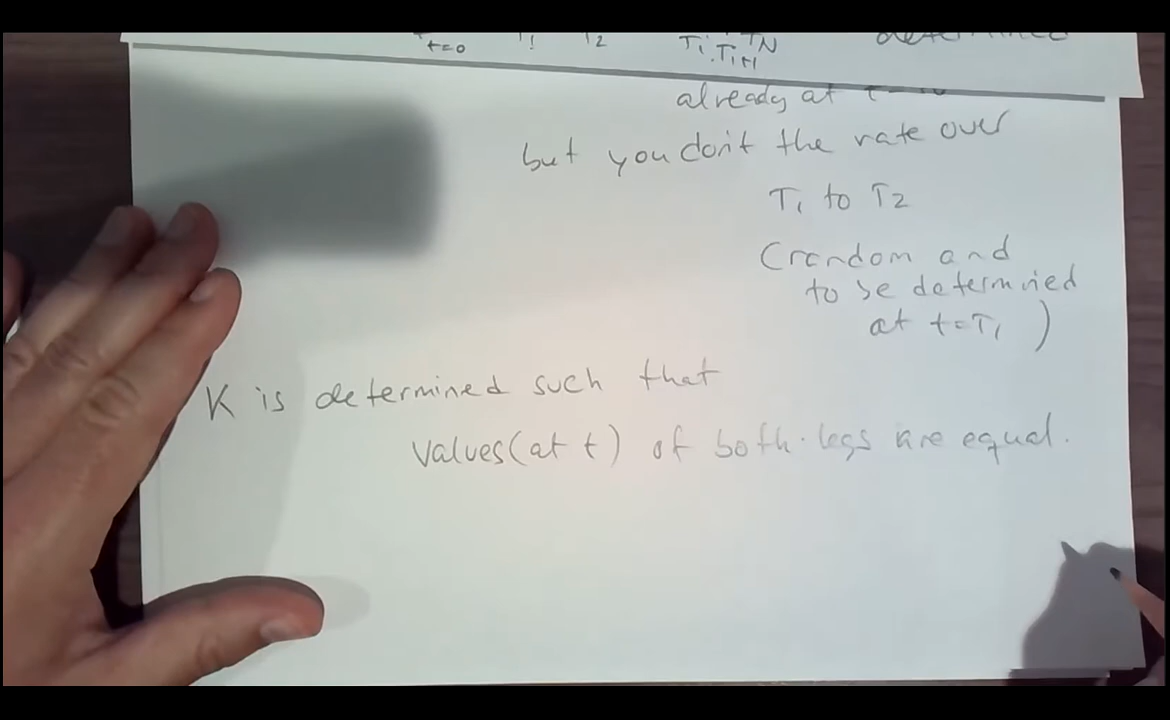 t=0 T1 T2 Ti Ti+1 TN determined
already at
but you don't the rate over
T1 to T2
(random and
to be determined
at t=T1)
K is determined such that
values(at t) of both legs are equal.